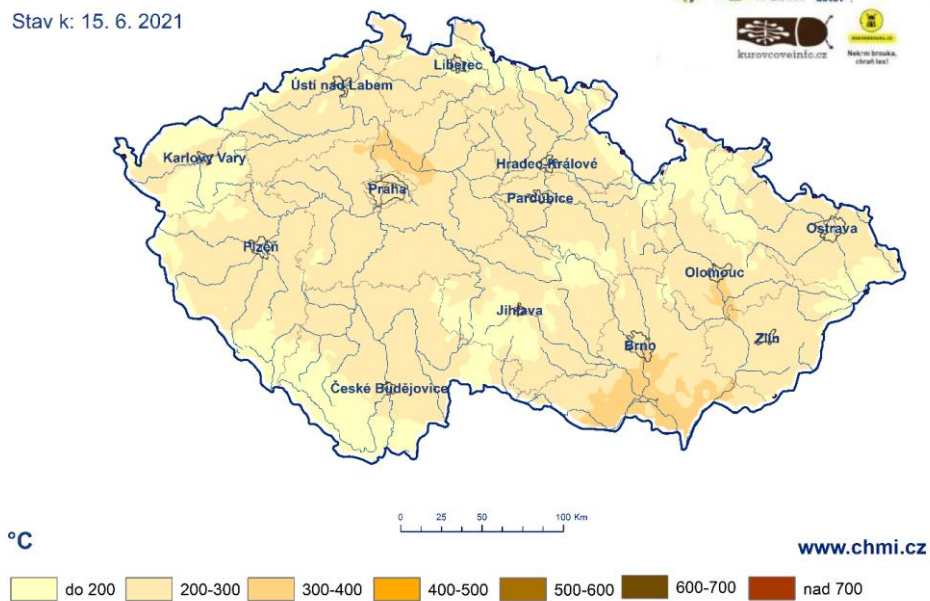 Stav k: 15. 6. 2021
kurovcoveinfo.cz
Nekrm brouka,
chraň les!
Liberec
Ústí nad Labem
Karlovy Vary
Hradec Králové
Praha
Pardubice
Ostrava
Plzeň
Olomouc
Jihlava
Brno
Zlín
České Budějovice
0 25 50 100 Km
°C
www.chmi.cz
do 200 200-300 300-400 400-500 500-600 600-700 nad 700